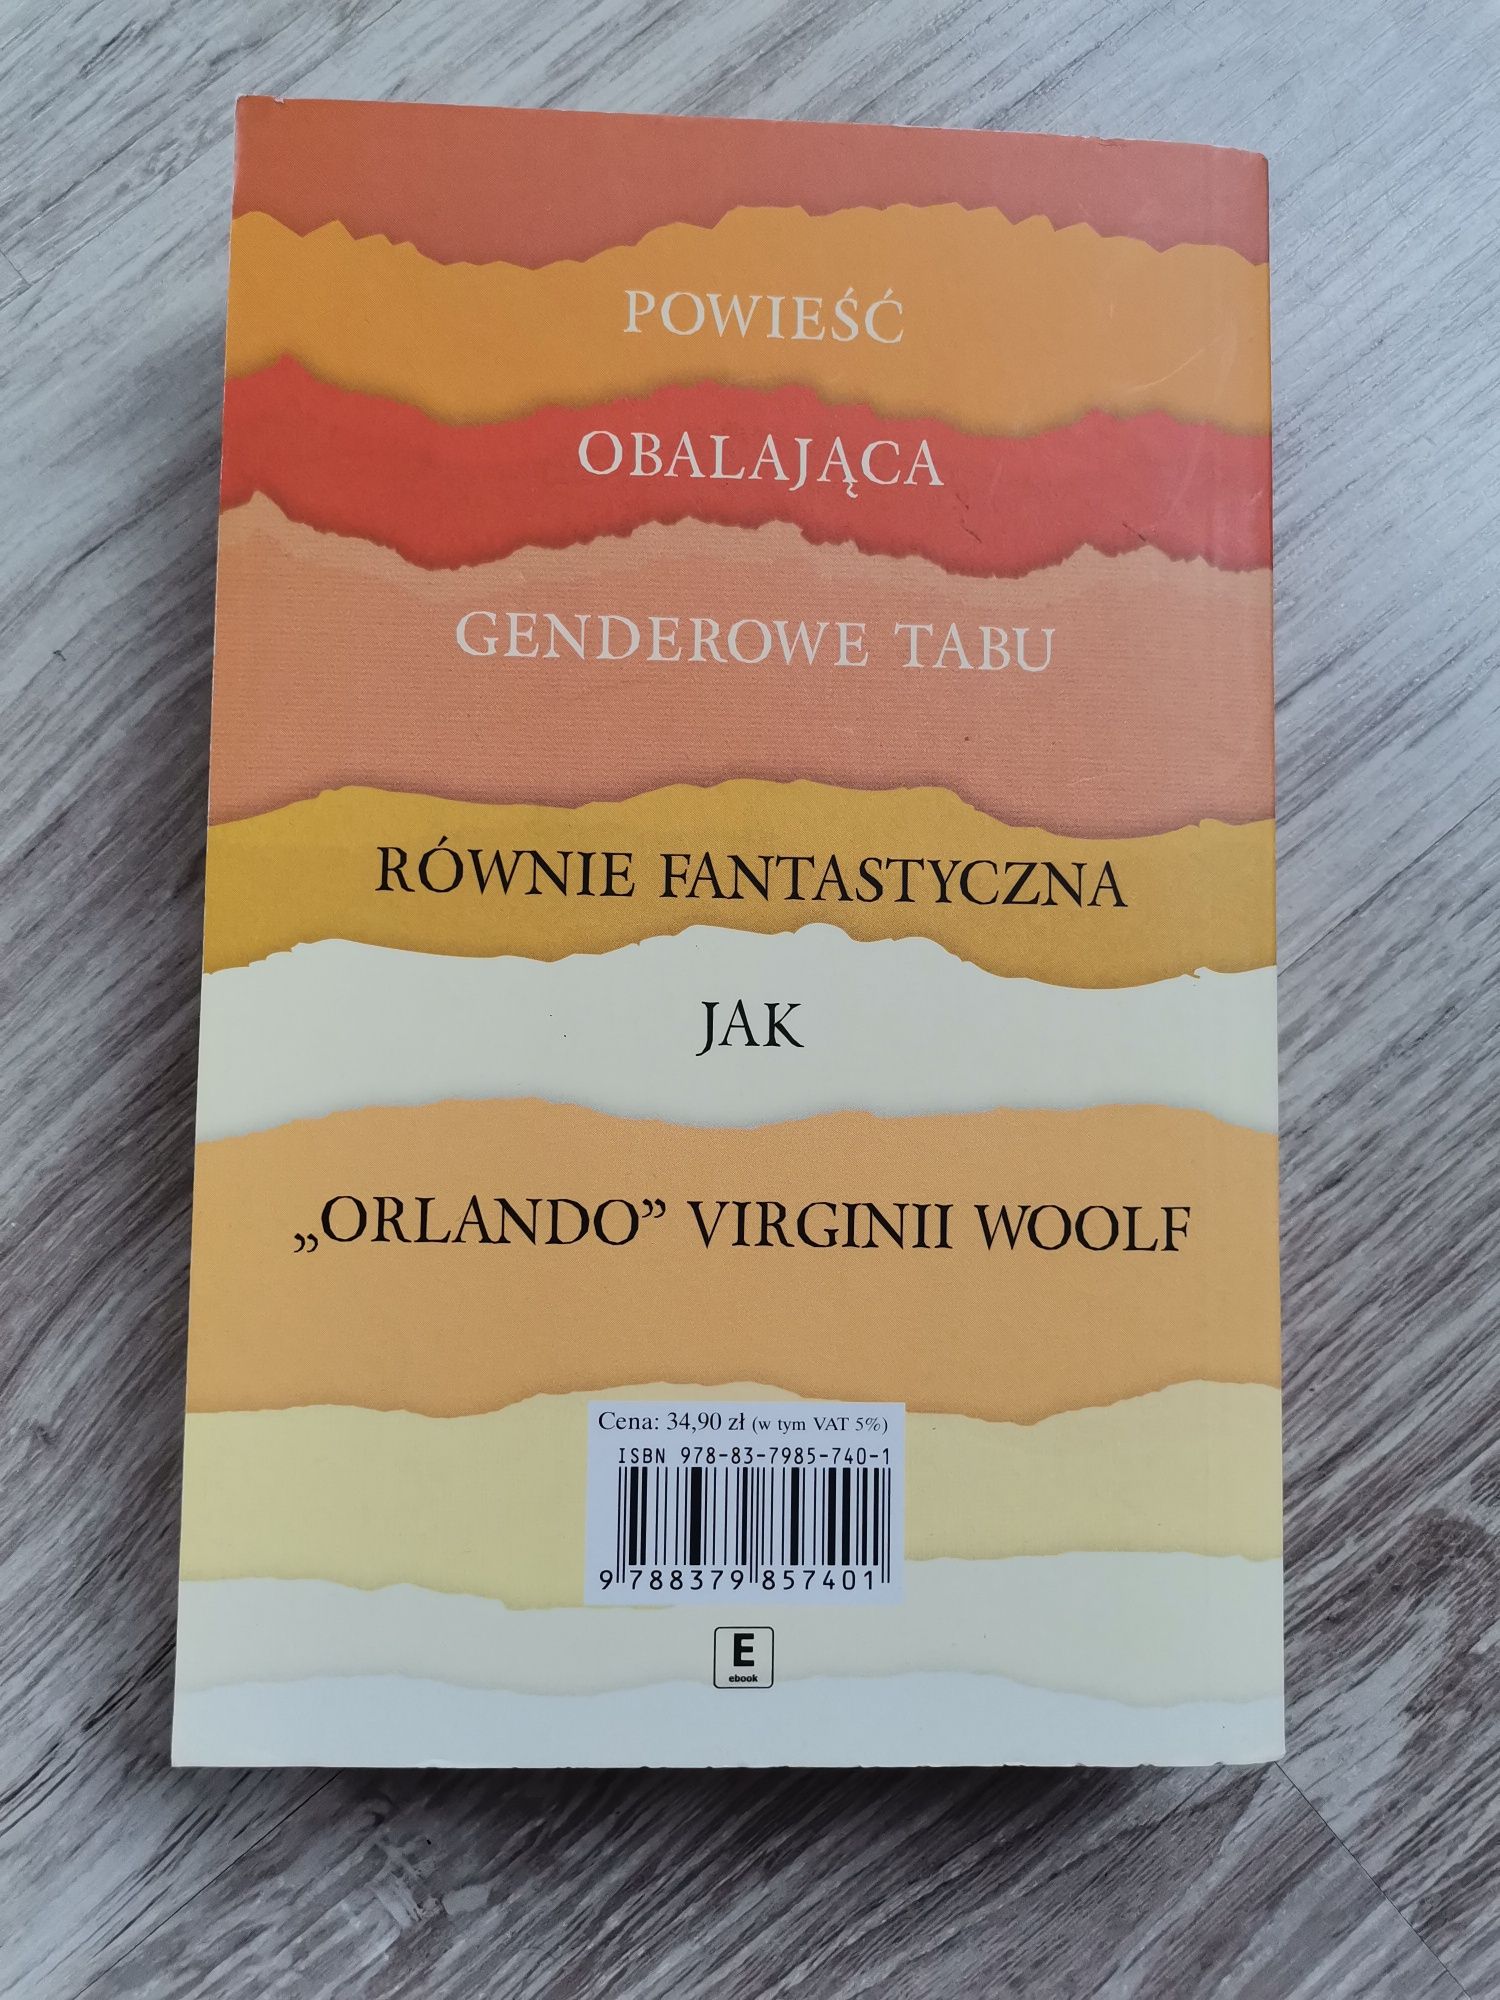 POWIEŚĆ
OBALAJĄCA
GENDEROWE TABU
RÓWNIE FANTASTYCZNA
JAK
„ORLANDO” VIRGINII WOOLF
Cena: 34,90 zł (w tym VAT 5%)
ISBN 978-83-7985-740-1
9 788379 857401
E
ebook